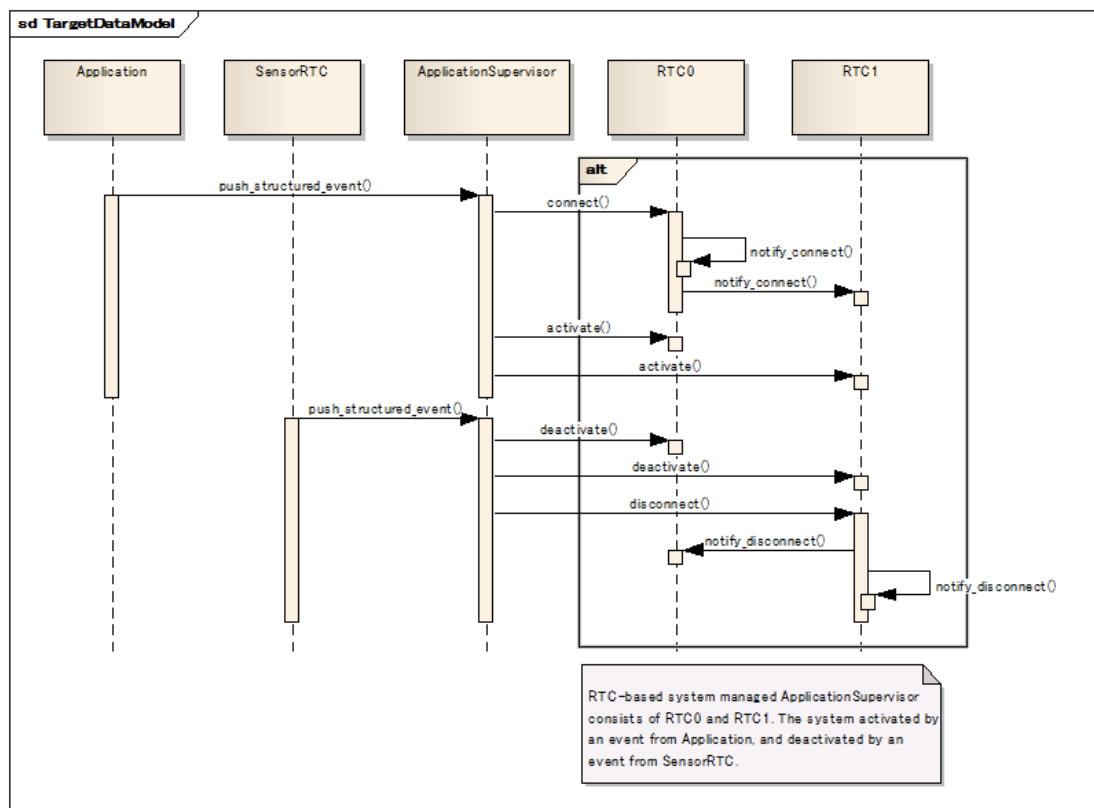 sd TargetDataModel
Application
SensorRTC
ApplicationSupervisor
RTC0
RTC1
alt
push_structured_event()
connect()
notify_connect()
notify_connect()
activate()
activate()
push_structured_event()
deactivate()
deactivate()
disconnect()
notify_disconnect()
notify_disconnect()
RTC-based system managed ApplicationSupervisor
consists of RTC0 and RTC1. The system activated by
an event from Application, and deactivated by an
event from SensorRTC.